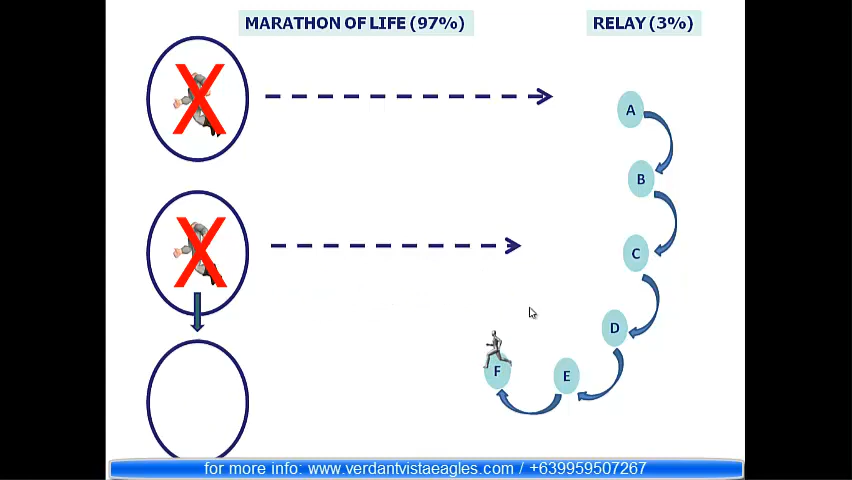 MARATHON OF LIFE (97%)
RELAY (3%)
A
B
C
D
E
F
for more info: www.verdantvistaeagles.com / +639959507267